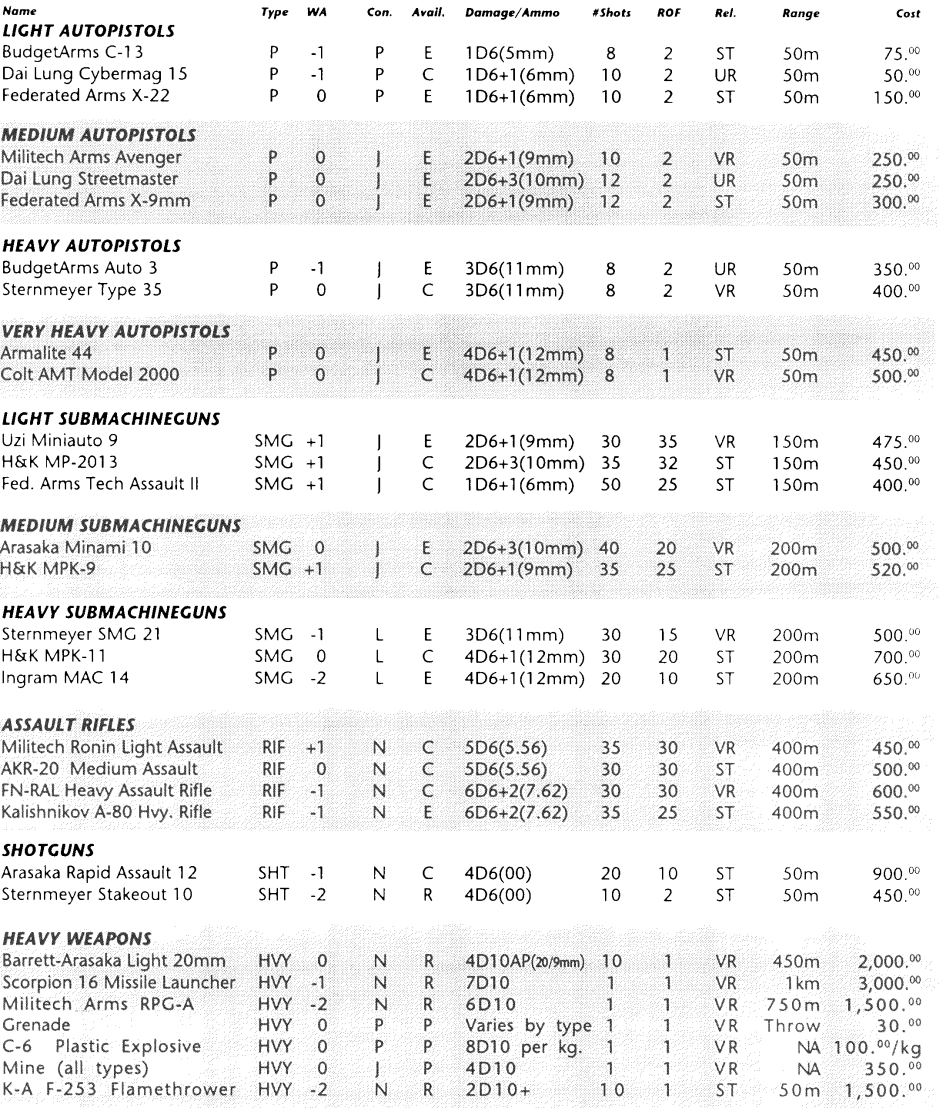 Name Type WA Con. Avail. Damage/Ammo #Shots ROF Rel. Range Cost
LIGHT AUTOPISTOLS
BudgetArms C-13 P -1 P E 1D6(5mm) 8 2 ST 50m 75.00
Dai Lung Cybermag 15 P -1 P C 1D6+1(6mm) 10 2 UR 50m 50.00
Federated Arms X-22 P 0 P E 1D6+1(6mm) 10 2 ST 50m 150.00
MEDIUM AUTOPISTOLS
Militech Arms Avenger P 0 J E 2D6+1(9mm) 10 2 VR 50m 250.00
Dai Lung Streetmaster P 0 J E 2D6+3(10mm) 12 2 UR 50m 250.00
Federated Arms X-9mm P 0 J E 2D6+1(9mm) 12 2 ST 50m 300.00
HEAVY AUTOPISTOLS
BudgetArms Auto 3 P -1 J E 3D6(11mm) 8 2 UR 50m 350.00
Sternmeyer Type 35 P 0 J C 3D6(11mm) 8 2 VR 50m 400.00
VERY HEAVY AUTOPISTOLS
Armalite 44 P 0 J E 4D6+1(12mm) 8 1 ST 50m 450.00
Colt AMT Model 2000 P 0 J C 4D6+1(12mm) 8 1 VR 50m 500.00
LIGHT SUBMACHINEGUNS
Uzi Miniauto 9 SMG +1 J E 2D6+1(9mm) 30 35 VR 150m 475.00
H&K MP-2013 SMG +1 J C 2D6+3(10mm) 35 32 ST 150m 450.00
Fed. Arms Tech Assault II SMG +1 J C 1D6+1(6mm) 50 25 ST 150m 400.00
MEDIUM SUBMACHINEGUNS
Arasaka Minami 10 SMG 0 J E 2D6+3(10mm) 40 20 VR 200m 500.00
H&K MPK-9 SMG +1 J C 2D6+1(9mm) 35 25 ST 200m 520.00
HEAVY SUBMACHINEGUNS
Sternmeyer SMG 21 SMG -1 L E 3D6(11mm) 30 15 VR 200m 500.00
H&K MPK-11 SMG 0 L C 4D6+1(12mm) 30 20 ST 200m 700.00
Ingram MAC 14 SMG -2 L E 4D6+1(12mm) 20 10 ST 200m 650.00
ASSAULT RIFLES
Militech Ronin Light Assault RIF +1 N C 5D6(5.56) 35 30 VR 400m 450.00
AKR-20 Medium Assault RIF 0 N C 5D6(5.56) 30 30 ST 400m 500.00
FN-RAL Heavy Assault Rifle RIF -1 N C 6D6+2(7.62) 30 30 VR 400m 600.00
Kalishnikov A-80 Hvy. Rifle RIF -1 N E 6D6+2(7.62) 35 25 ST 400m 550.00
SHOTGUNS
Arasaka Rapid Assault 12 SHT -1 N C 4D6(00) 20 10 ST 50m 900.00
Sternmeyer Stakeout 10 SHT -2 N R 4D6(00) 10 2 ST 50m 450.00
HEAVY WEAPONS
Barrett-Arasaka Light 20mm HVY 0 N R 4D10AP(20/9mm) 10 1 VR 450m 2,000.00
Scorpion 16 Missile Launcher HVY -1 N R 7D10 1 1 VR 1km 3,000.00
Militech Arms RPG-A HVY -2 N R 6D10 1 1 VR 750m 1,500.00
Grenade HVY 0 P P Varies by type 1 1 VR Throw 30.00
C-6 Plastic Explosive HVY 0 P P 8D10 per kg. 1 1 VR NA 100.00/kg
Mine (all types) HVY 0 J P 4D10 1 1 VR NA 350.00
K-A F-253 Flamethrower HVY -2 N R 2D10+ 10 1 ST 50m 1,500.00